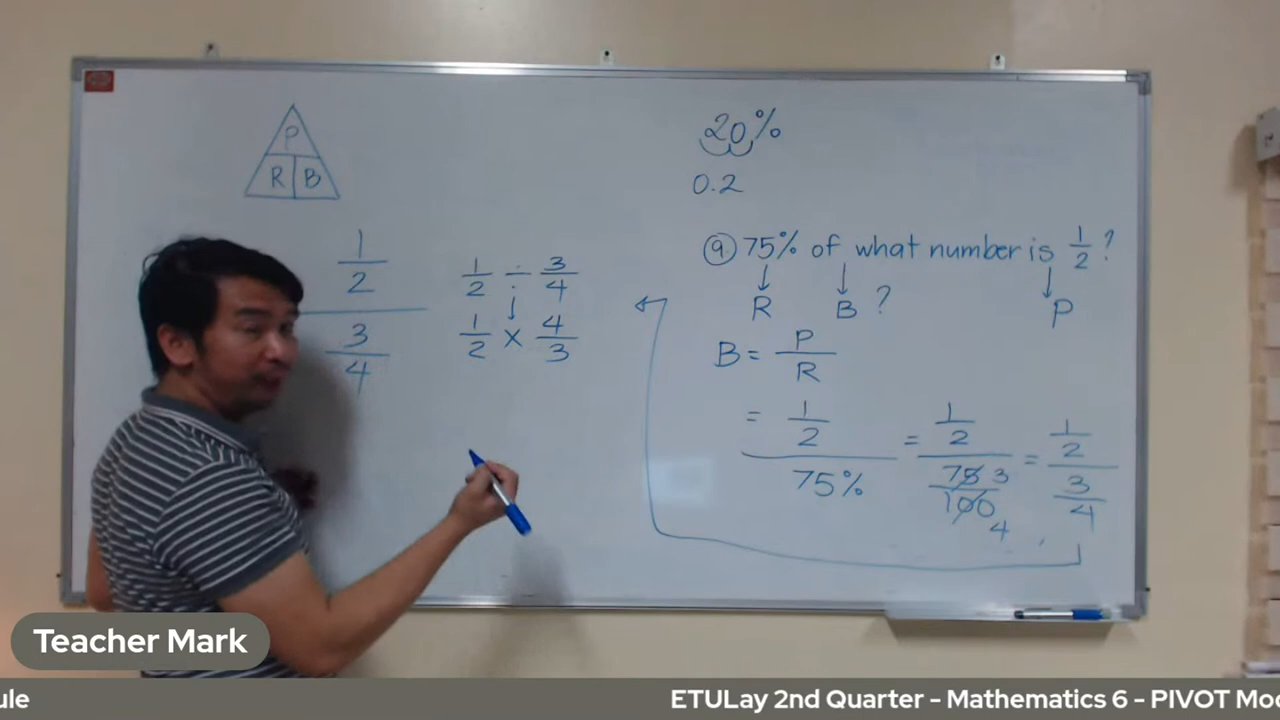 P
R B
1/2
3/4
1/2 ÷ 3/4
↓
1/2 x 4/3
20%
0.2
9 75% of what number is 1/2 ?
↓ ↓ ↓
R B ? P
B = P/R
= 1/2 / 75% = 1/2 / 75/100 3 4 = 1/2 / 3/4
Teacher Mark
ule ETULay 2nd Quarter - Mathematics 6 - PIVOT Mod